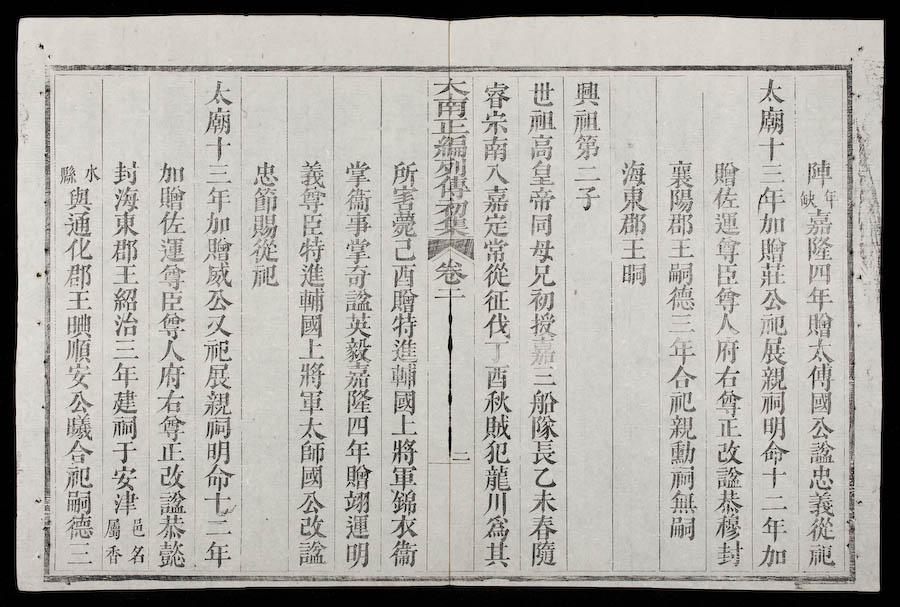 陣年缺嘉隆四年贈太傅國公諡忠義從祀
太廟十三年加贈莊公祀展親祠明命十二年加
贈佐運尊臣尊人府右尊正改諡恭穆封
襄陽郡王嗣德三年合祀親勳祠無嗣
海東郡王晍
興祖第二子
世祖高皇帝同母兄初授嘉三船隊長乙未春隨
睿宗南入嘉定常從征伐丁酉秋賊犯龍川為其
大南正編列傳初集 卷二 二
所害薨己酉贈特進輔國上將軍錦衣衛
掌衞事掌奇諡英毅嘉隆四年贈翊運明
義尊臣特進輔國上將軍太師國公改諡
忠節賜從祀
太廟十三年加贈威公又祀展親祠明命十二年
加贈佐運尊臣尊人府右尊正改諡恭懿
封海東郡王紹治三年建祠于安津邑名屬香
水縣與通化郡王㬢順安公曦合祀嗣德三